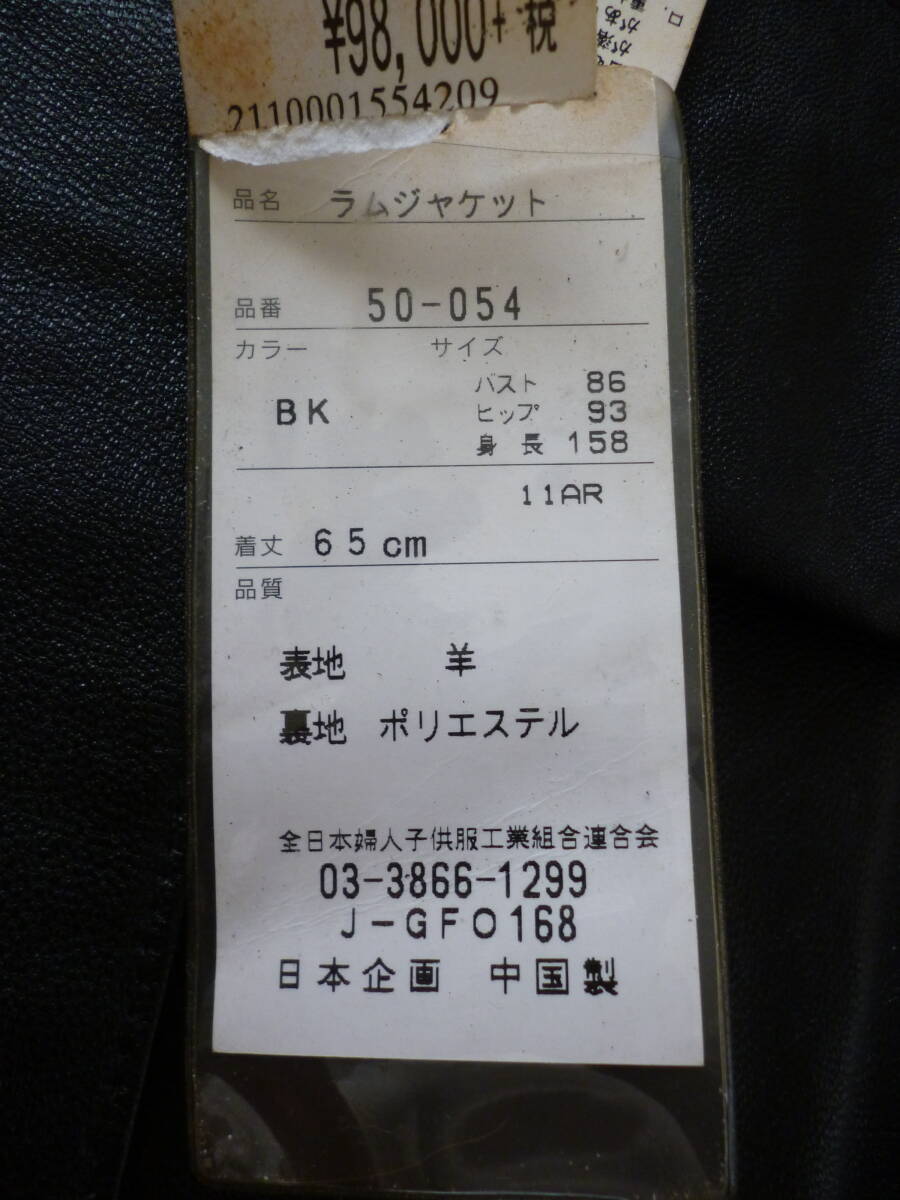 ¥98,000+税
2110001554209
品名 ラムジャケット
品番 50-054
カラー サイズ
バスト 86
BK ヒップ 93
身長 158
11AR
着丈 65cm
品質
表地 羊
裏地 ポリエステル
全日本婦人子供服工業組合連合会
03-3866-1299
J-GFO168
日本企画 中国製